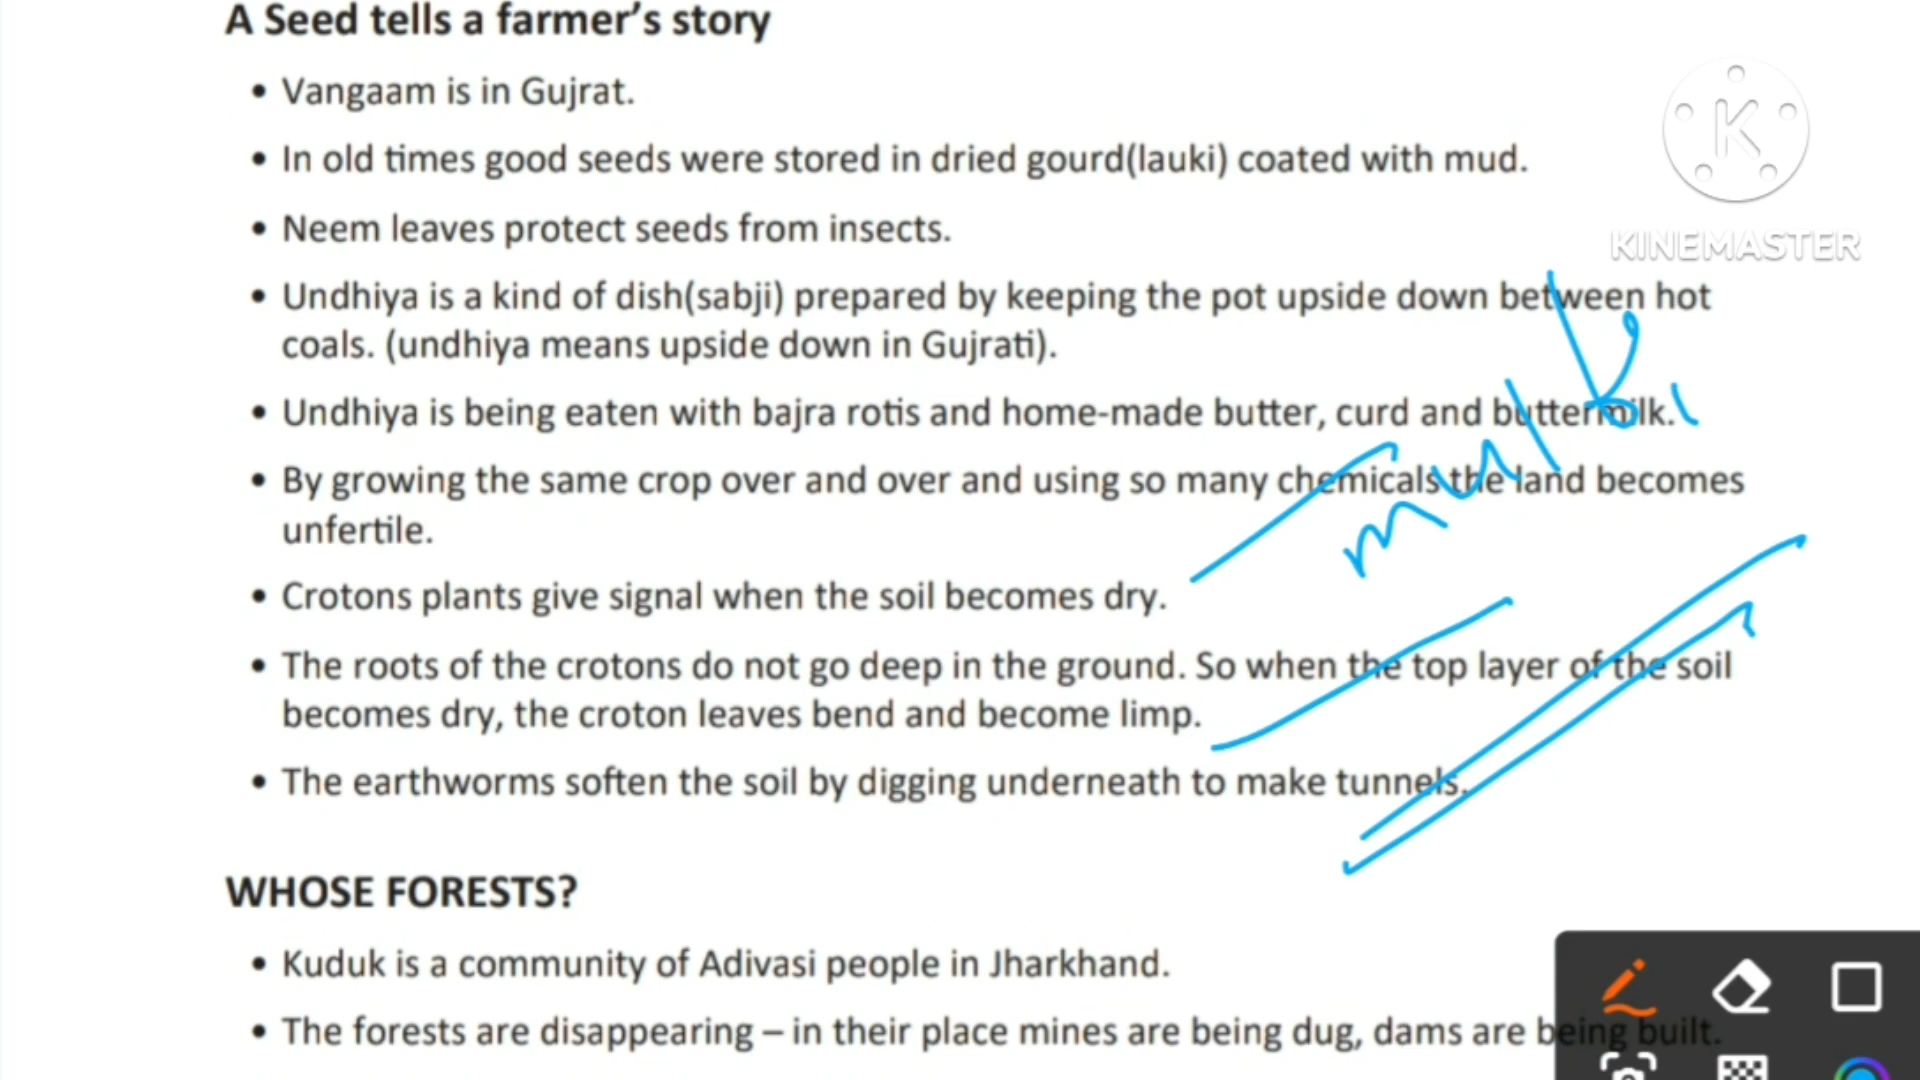 A Seed tells a farmer's story
• Vangaam is in Gujrat.
• In old times good seeds were stored in dried gourd(lauki) coated with mud.
• Neem leaves protect seeds from insects.
KINEMASTER
• Undhiya is a kind of dish(sabji) prepared by keeping the pot upside down between hot
coals. (undhiya means upside down in Gujrati).
• Undhiya is being eaten with bajra rotis and home-made butter, curd and buttermilk.
• By growing the same crop over and over and using so many chemicals the land becomes
unfertile.
• Crotons plants give signal when the soil becomes dry.
• The roots of the crotons do not go deep in the ground. So when the top layer of the soil
becomes dry, the croton leaves bend and become limp.
• The earthworms soften the soil by digging underneath to make tunnels.
WHOSE FORESTS?
• Kuduk is a community of Adivasi people in Jharkhand.
• The forests are disappearing – in their place mines are being dug, dams are being built.